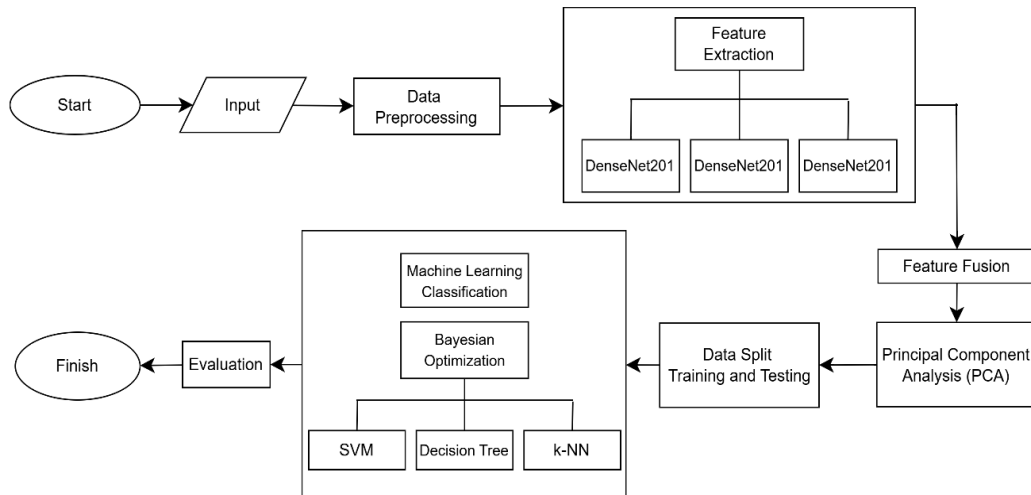 Start
Input
Data
Preprocessing
Feature
Extraction
DenseNet201
DenseNet201
DenseNet201
Feature Fusion
Principal Component
Analysis (PCA)
Data Split
Training and Testing
Machine Learning
Classification
Bayesian
Optimization
SVM
Decision Tree
k-NN
Evaluation
Finish